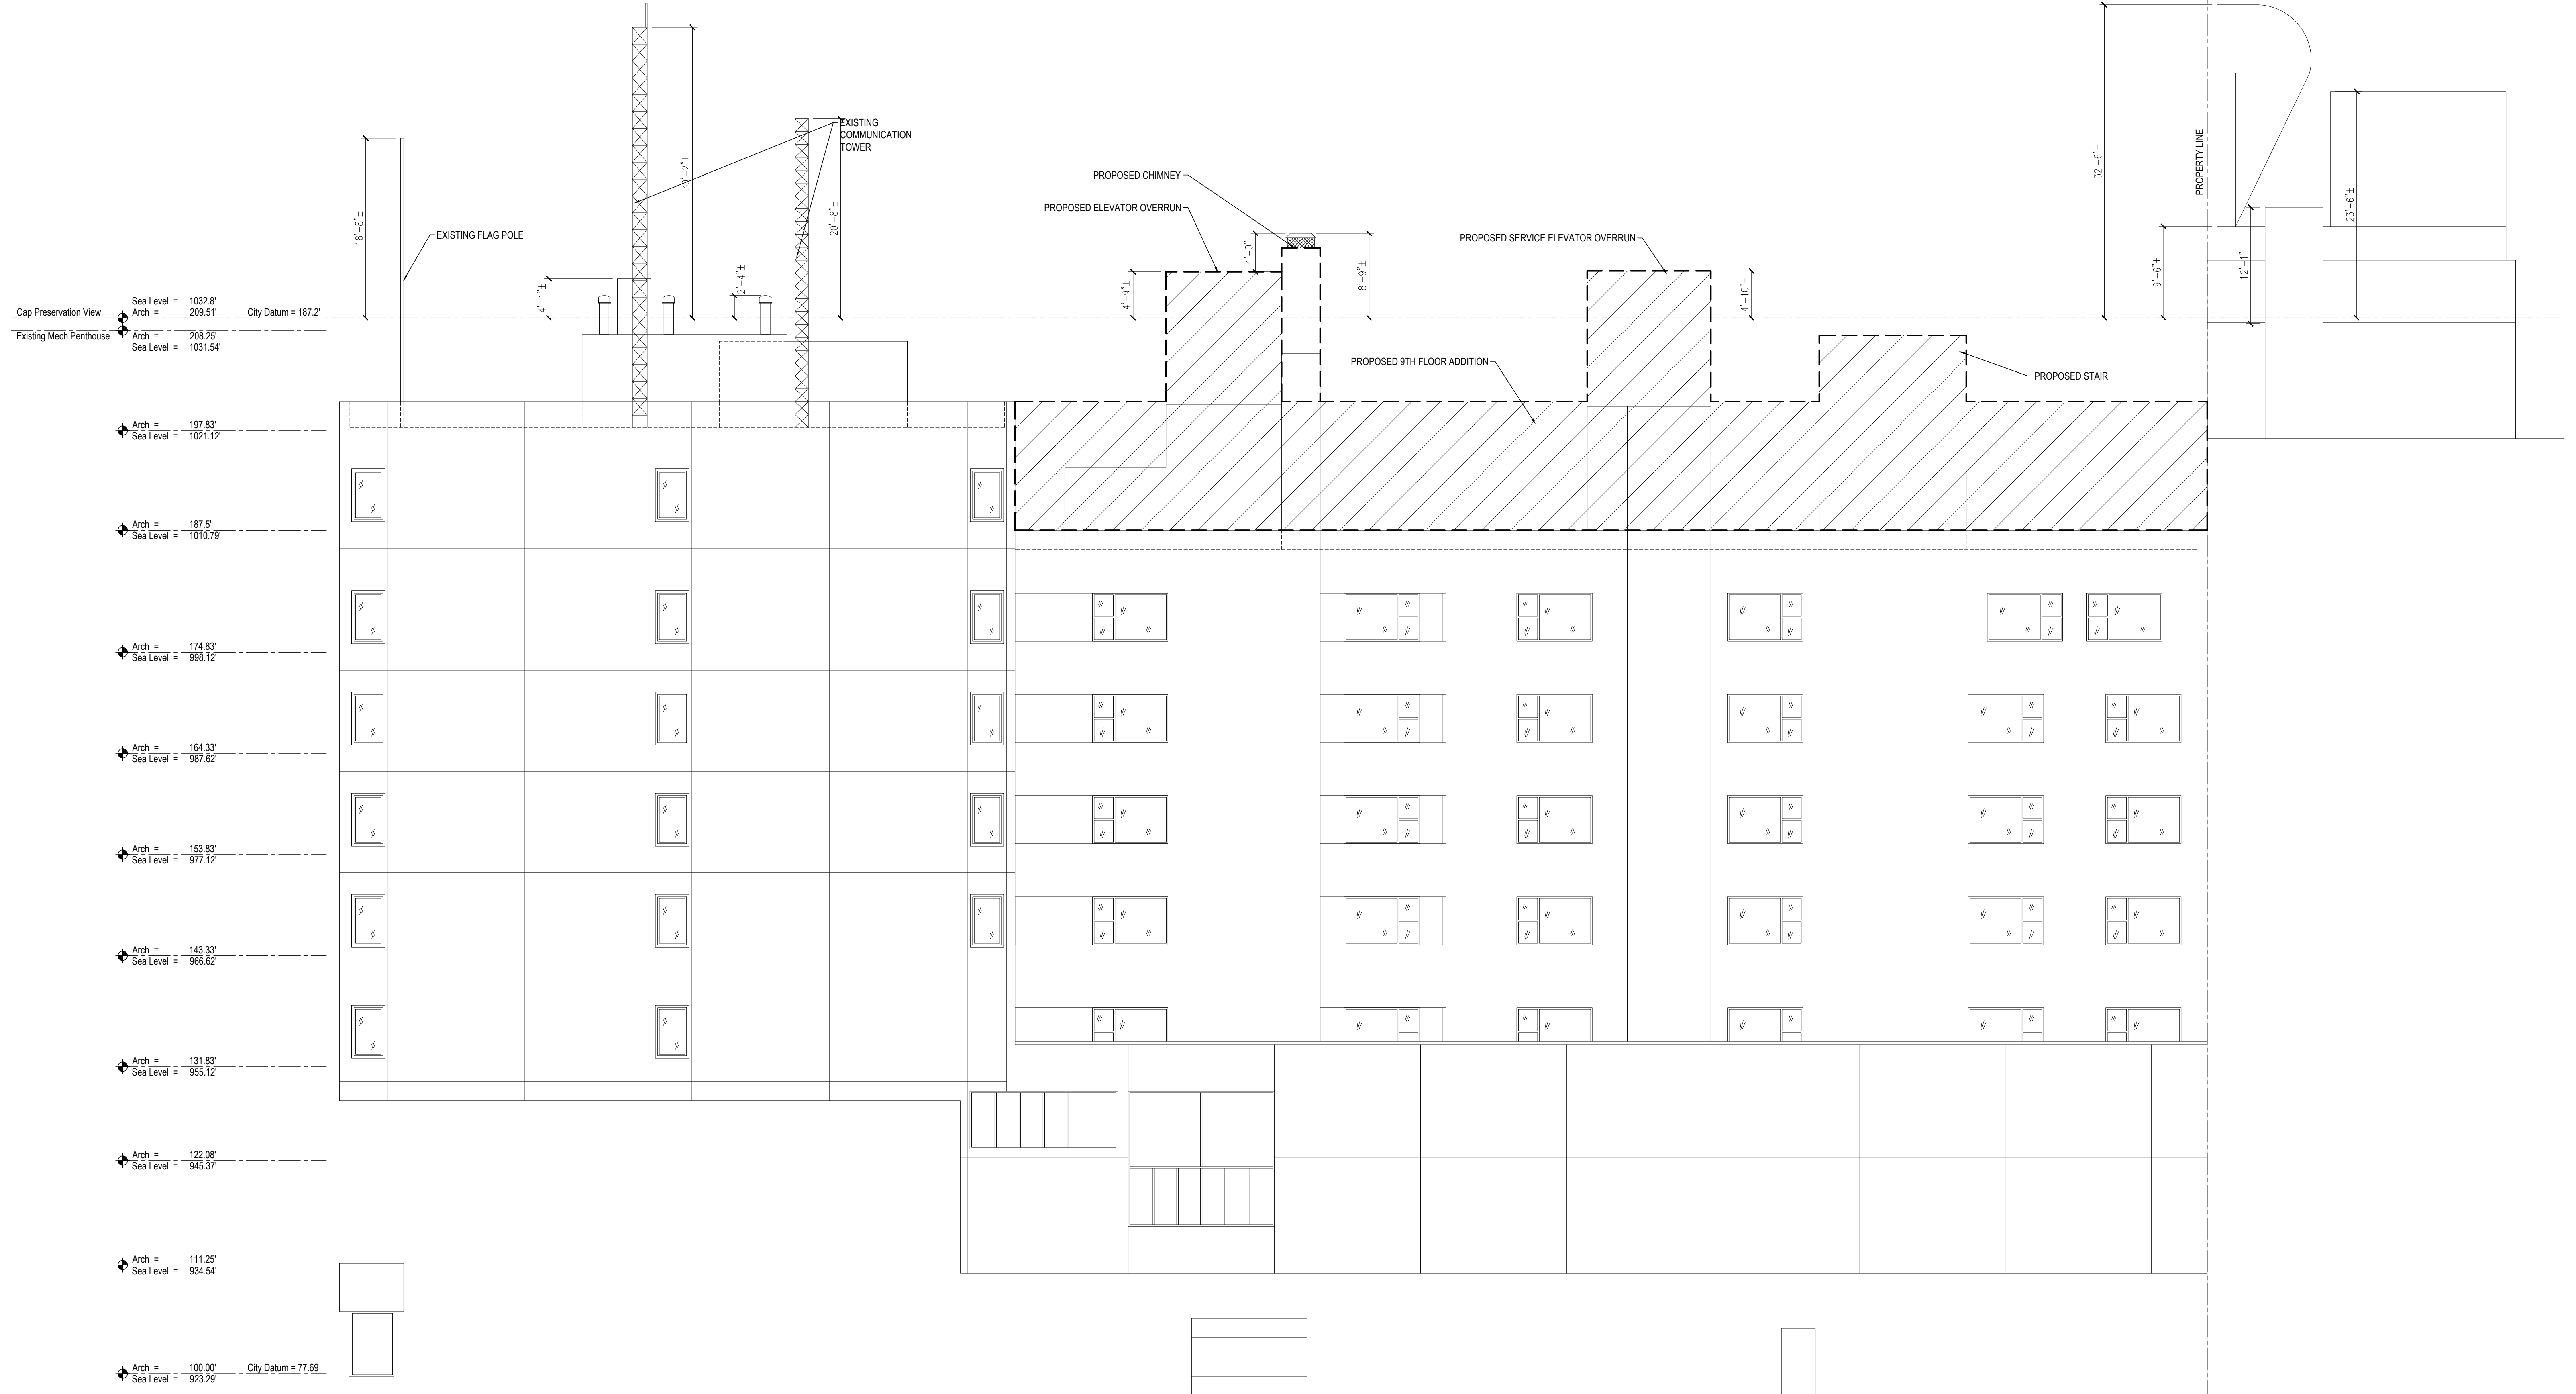 32'-6"±
PROPERTY LINE
EXISTING
COMMUNICATION
TOWER
30'-2"±
PROPOSED CHIMNEY
PROPOSED ELEVATOR OVERRUN
18'-8"±
EXISTING FLAG POLE
20'-8"±
23'-6"±
PROPOSED SERVICE ELEVATOR OVERRUN
4'-0"
8'-9"±
4'-1"±
2'-4"±
4'-9"±
4'-10"±
9'-6"±
12'-1"
Sea Level = 1032.8'
Cap Preservation View Arch = 209.51' City Datum = 187.2'
Existing Mech Penthouse Arch = 208.25'
Sea Level = 1031.54'
PROPOSED 9TH FLOOR ADDITION
PROPOSED STAIR
Arch = 197.83'
Sea Level = 1021.12'
Arch = 187.5'
Sea Level = 1010.79'
Arch = 174.83'
Sea Level = 998.12'
Arch = 164.33'
Sea Level = 987.62'
Arch = 153.83'
Sea Level = 977.12'
Arch = 143.33'
Sea Level = 966.62'
Arch = 131.83'
Sea Level = 955.12'
Arch = 122.08'
Sea Level = 945.37'
Arch = 111.25'
Sea Level = 934.54'
Arch = 100.00' City Datum = 77.69
Sea Level = 923.29'